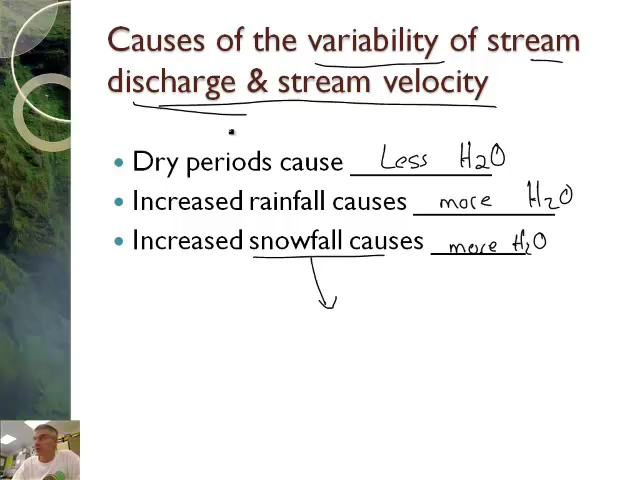 Causes of the variability of stream
discharge & stream velocity
• Dry periods cause Less H2O
• Increased rainfall causes more H2O
• Increased snowfall causes more H2O